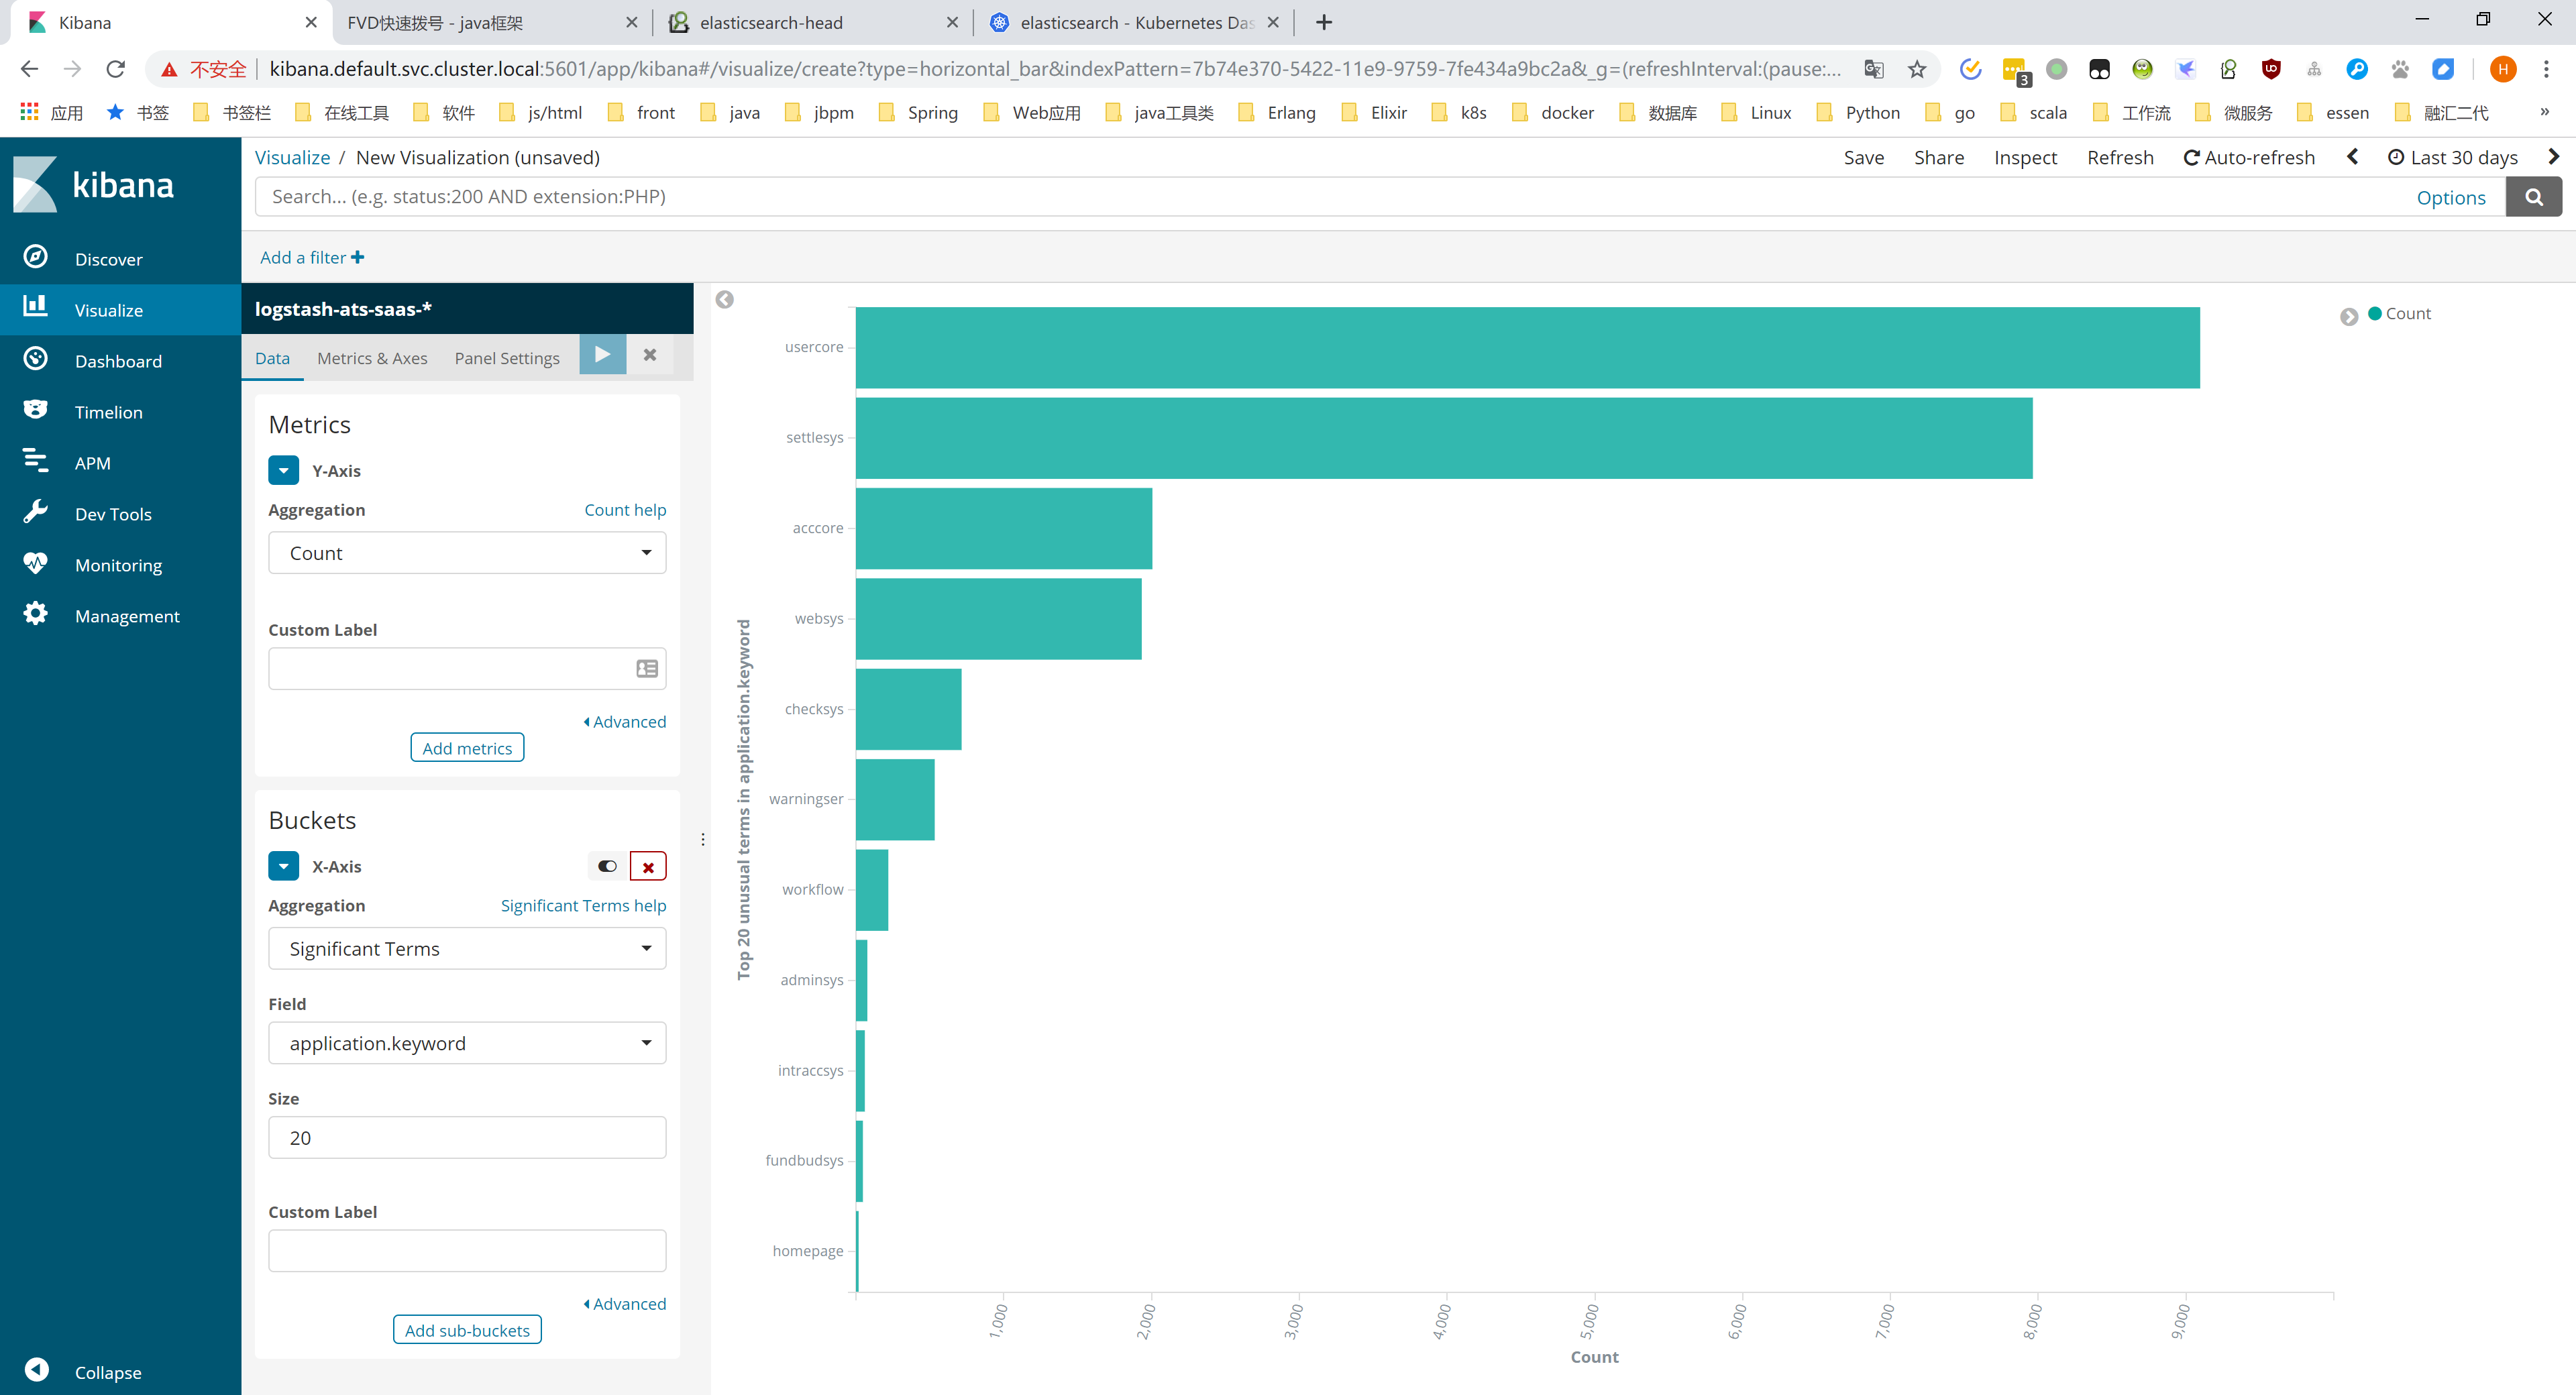 Kibana
FVD快速拨号 - java框架
elasticsearch-head
elasticsearch - Kubernetes Das
不安全
kibana.default.svc.cluster.local:5601/app/kibana#/visualize/create?type=horizontal_bar&indexPattern=7b74e370-5422-11e9-9759-7fe434a9bc2a&_g=(refreshInterval:(pause:...
3
H
应用 书签 书签栏 在线工具 软件 js/html front java jbpm Spring Web应用 java工具类 Erlang Elixir k8s docker 数据库 Linux Python go scala 工作流 微服务 essen 融汇二代 »
kibana
Discover
Visualize
Dashboard
Timelion
APM
Dev Tools
Monitoring
Management
Collapse
Visualize / New Visualization (unsaved)
Save Share Inspect Refresh Auto-refresh Last 30 days
Search... (e.g. status:200 AND extension:PHP)
Options
Add a filter
logstash-ats-saas-*
Data Metrics & Axes Panel Settings
Metrics
Y-Axis
Aggregation Count help
Count
Custom Label
Advanced
Add metrics
Buckets
X-Axis
Aggregation Significant Terms help
Significant Terms
Field
application.keyword
Size
20
Custom Label
Advanced
Add sub-buckets
Top 20 unusual terms in application.keyword
usercore
settlesys
acccore
websys
checksys
warningser
workflow
adminsys
intraccsys
fundbudsys
homepage
1,000 2,000 3,000 4,000 5,000 6,000 7,000 8,000 9,000
Count
Count